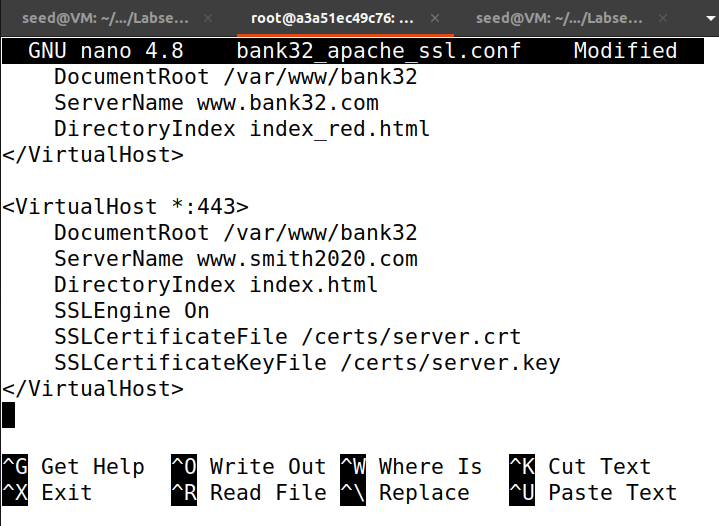 seed@VM: ~/.../Labse... × root@a3a51ec49c76: ... × seed@VM: ~/.../Labse... ×
GNU nano 4.8 bank32_apache_ssl.conf Modified
DocumentRoot /var/www/bank32
ServerName www.bank32.com
DirectoryIndex index_red.html
</VirtualHost>
<VirtualHost *:443>
DocumentRoot /var/www/bank32
ServerName www.smith2020.com
DirectoryIndex index.html
SSLEngine On
SSLCertificateFile /certs/server.crt
SSLCertificateKeyFile /certs/server.key
</VirtualHost>
^G Get Help ^O Write Out ^W Where Is ^K Cut Text
^X Exit ^R Read File ^\ Replace ^U Paste Text